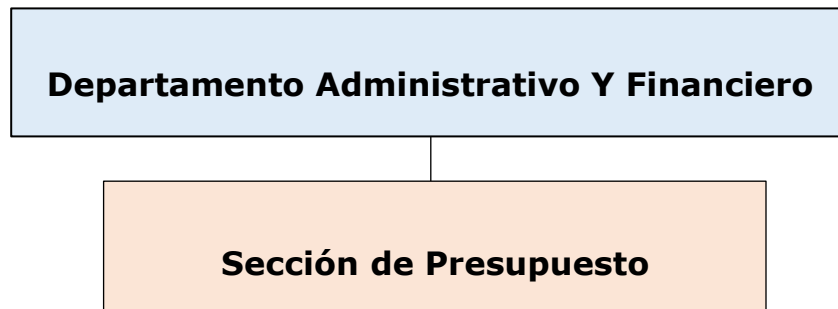 Departamento Administrativo Y Financiero
Sección de Presupuesto